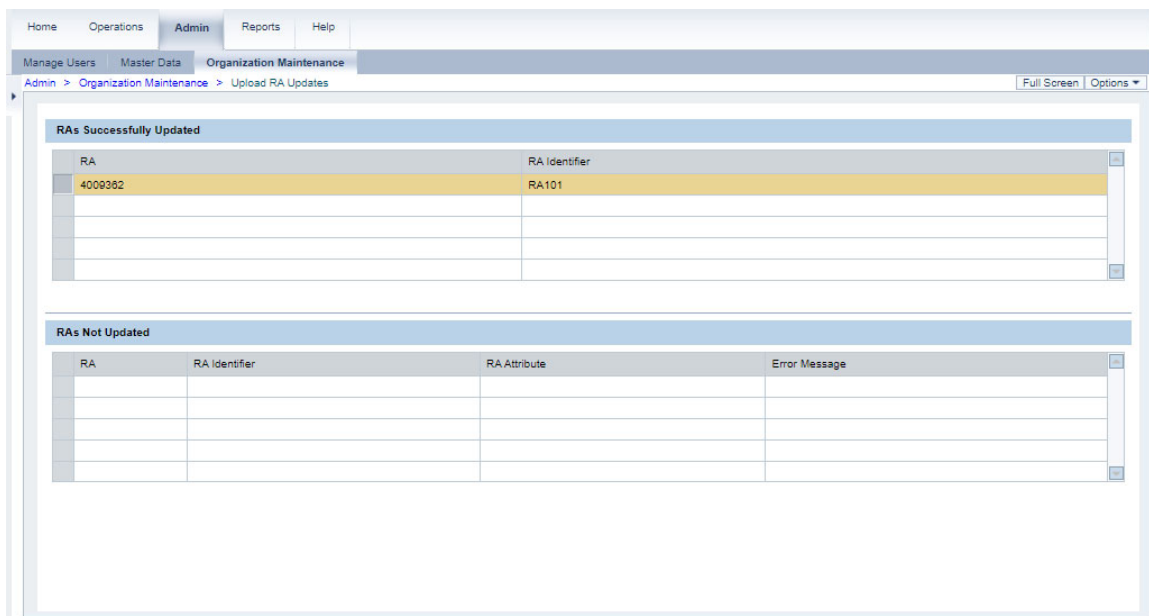 Home Operations Admin Reports Help
Manage Users Master Data Organization Maintenance
Admin > Organization Maintenance > Upload RA Updates Full Screen Options
RAs Successfully Updated
RA RA Identifier
4009362 RA101
RAs Not Updated
RA RA Identifier RA Attribute Error Message